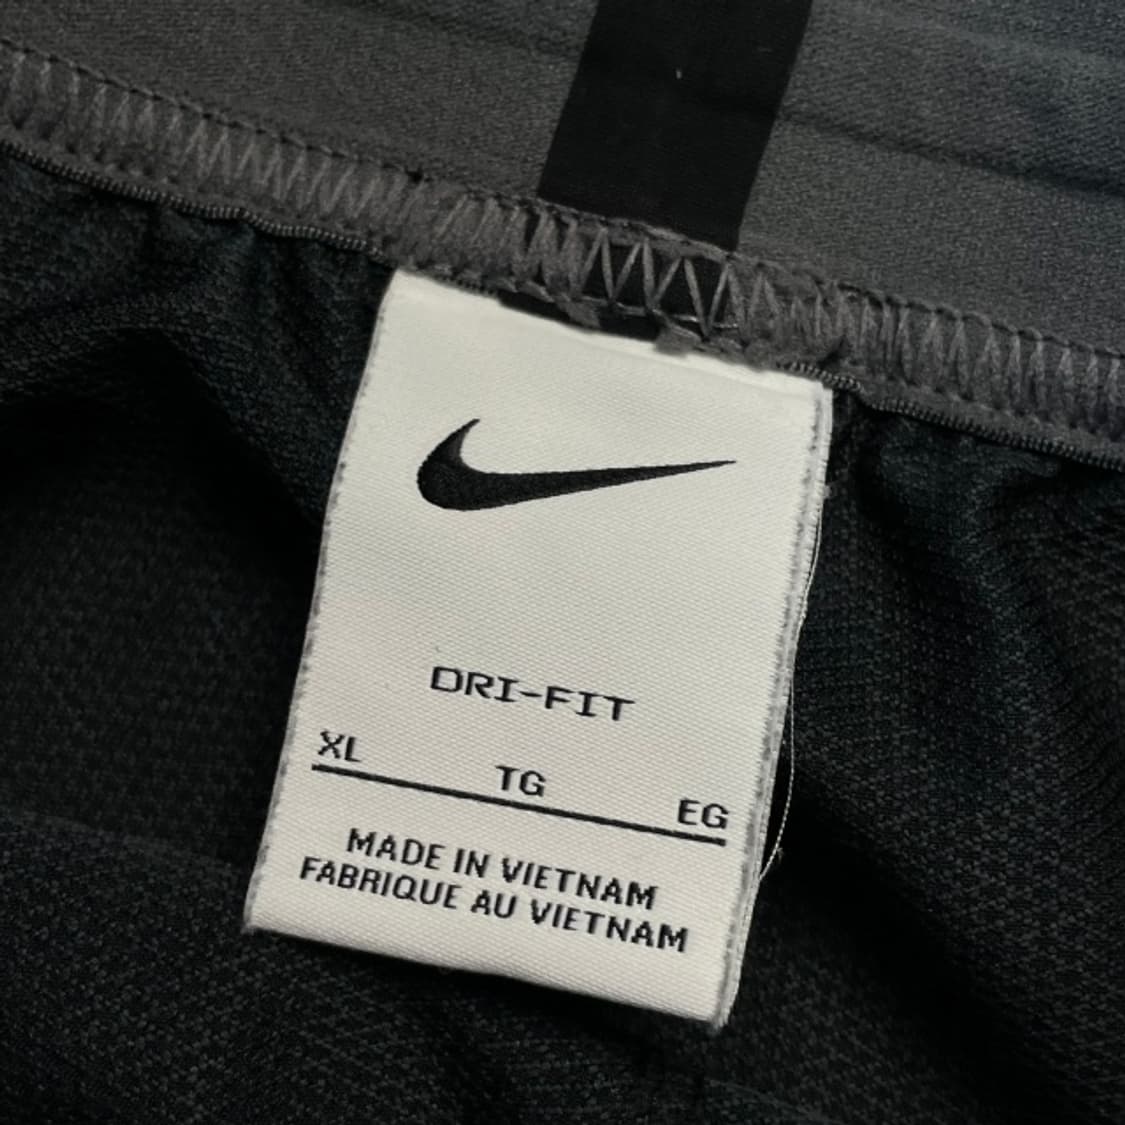 DRI-FIT
XL TG EG
MADE IN VIETNAM
FABRIQUE AU VIETNAM